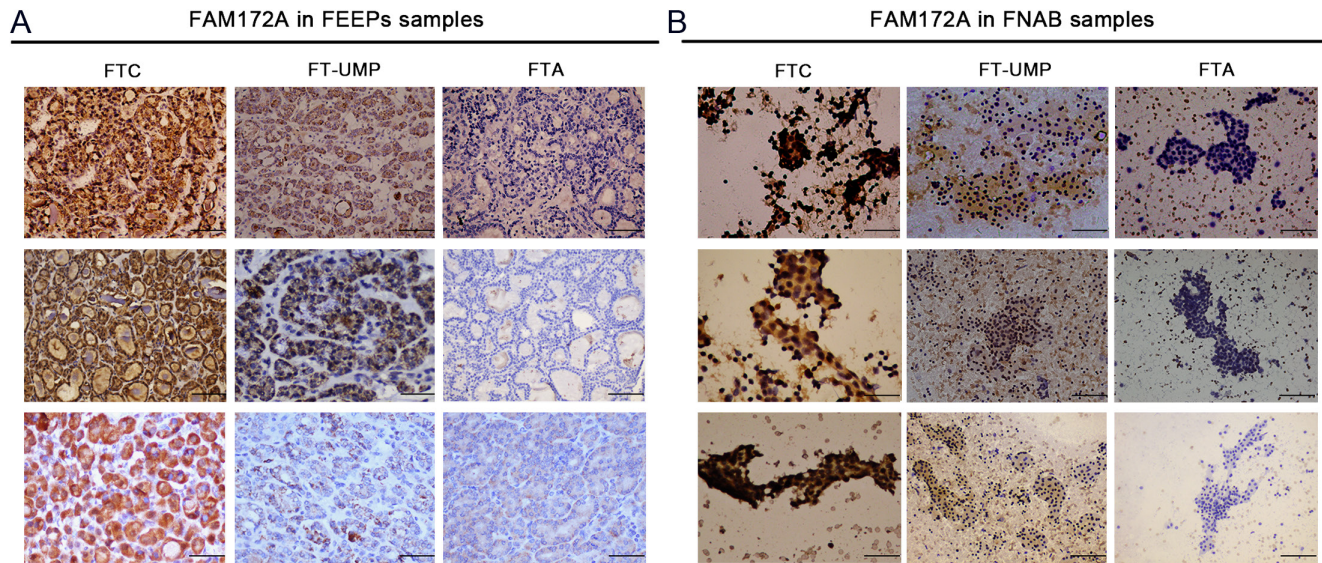 A
FAM172A in FEEPs samples
FTC
FT-UMP
FTA
B
FAM172A in FNAB samples
FTC
FT-UMP
FTA